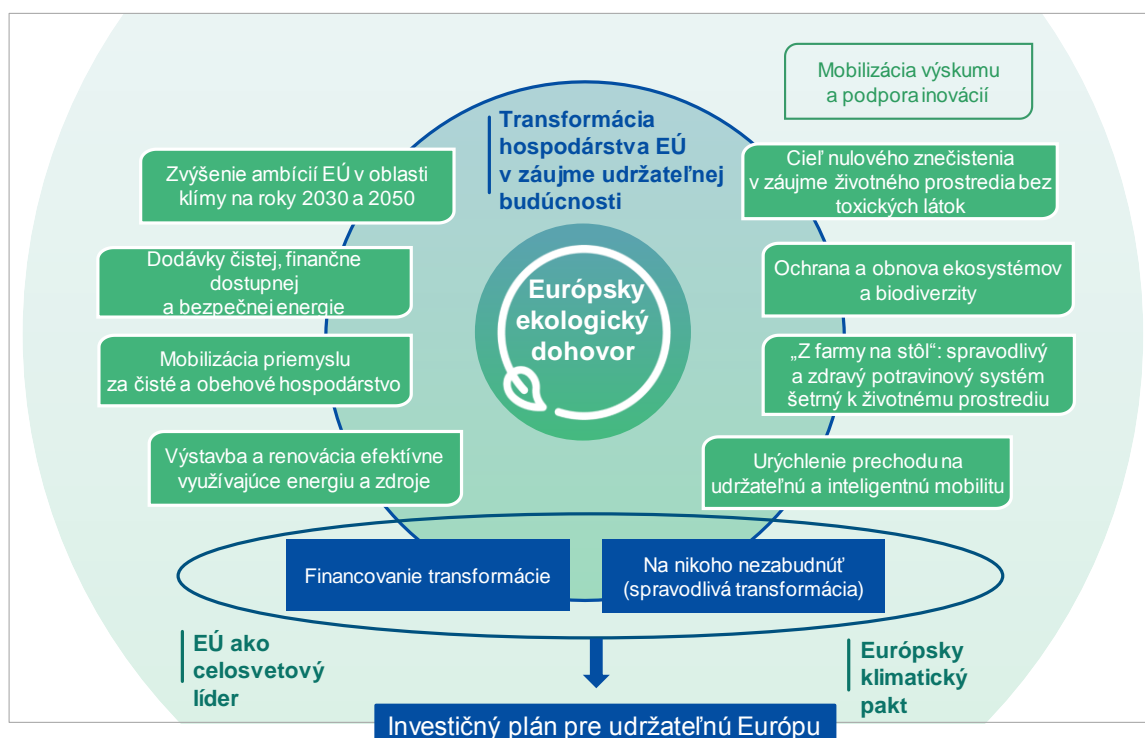 Mobilizácia výskumu
a podpora inovácií
Transformácia
hospodárstva EÚ
v záujme udržateľnej
budúcnosti
Zvýšenie ambícií EÚ v oblasti
klímy na roky 2030 a 2050
Cieľ nulového znečistenia
v záujme životného prostredia bez
toxických látok
Dodávky čistej, finančne
dostupnej
a bezpečnej energie
Ochrana a obnova ekosystémov
a biodiverzity
Európsky
ekologický
dohovor
Mobilizácia priemyslu
za čisté a obehové hospodárstvo
„Z farmy na stôl“: spravodlivý
a zdravý potravinový systém
šetrný k životnému prostrediu
Výstavba a renovácia efektívne
využívajúce energiu a zdroje
Urýchlenie prechodu na
udržateľnú a inteligentnú mobilitu
Financovanie transformácie
Na nikoho nezabudnúť
(spravodlivá transformácia)
EÚ ako
celosvetový
líder
Európsky
klimatický
pakt
Investičný plán pre udržateľnú Európu